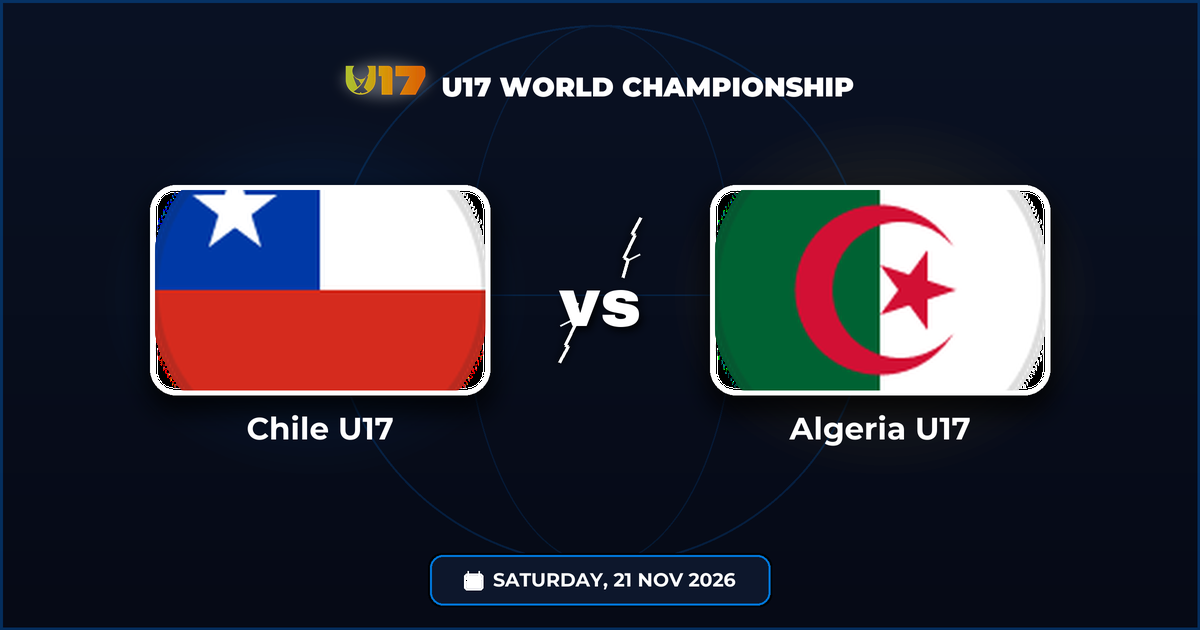 U17 U17 WORLD CHAMPIONSHIP
VS
Chile U17
Algeria U17
SATURDAY, 21 NOV 2026